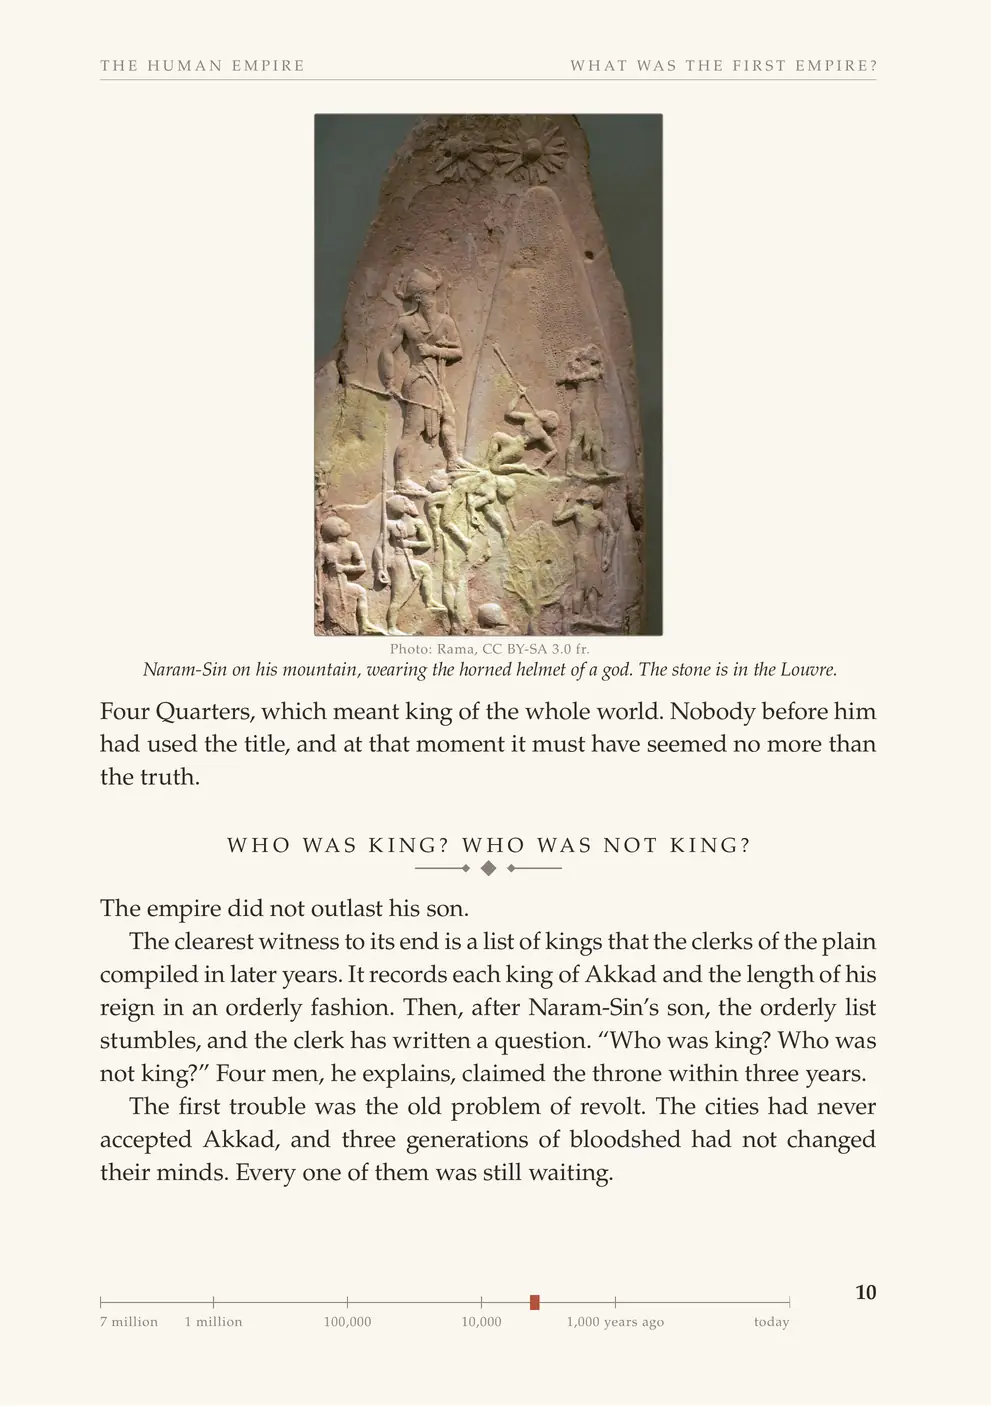 THE HUMAN EMPIRE
WHAT WAS THE FIRST EMPIRE?
Photo: Rama, CC BY-SA 3.0 fr.
Naram-Sin on his mountain, wearing the horned helmet of a god. The stone is in the Louvre.
Four Quarters, which meant king of the whole world. Nobody before him
had used the title, and at that moment it must have seemed no more than
the truth.
WHO WAS KING? WHO WAS NOT KING?
The empire did not outlast his son.
The clearest witness to its end is a list of kings that the clerks of the plain
compiled in later years. It records each king of Akkad and the length of his
reign in an orderly fashion. Then, after Naram-Sin’s son, the orderly list
stumbles, and the clerk has written a question. “Who was king? Who was
not king?” Four men, he explains, claimed the throne within three years.
The first trouble was the old problem of revolt. The cities had never
accepted Akkad, and three generations of bloodshed had not changed
their minds. Every one of them was still waiting.
10
7 million 1 million 100,000 10,000 1,000 years ago today